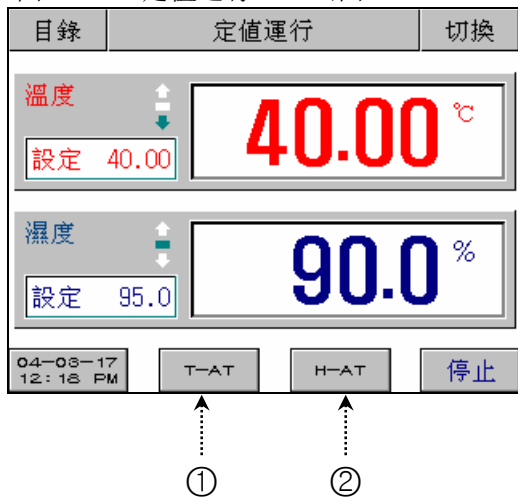 目錄 定值運行 切換
溫度
40.00 ℃
設定 40.00
濕度
90.0 %
設定 95.0
04-03-17
12:18 PM
T-AT H-AT 停止
① ②